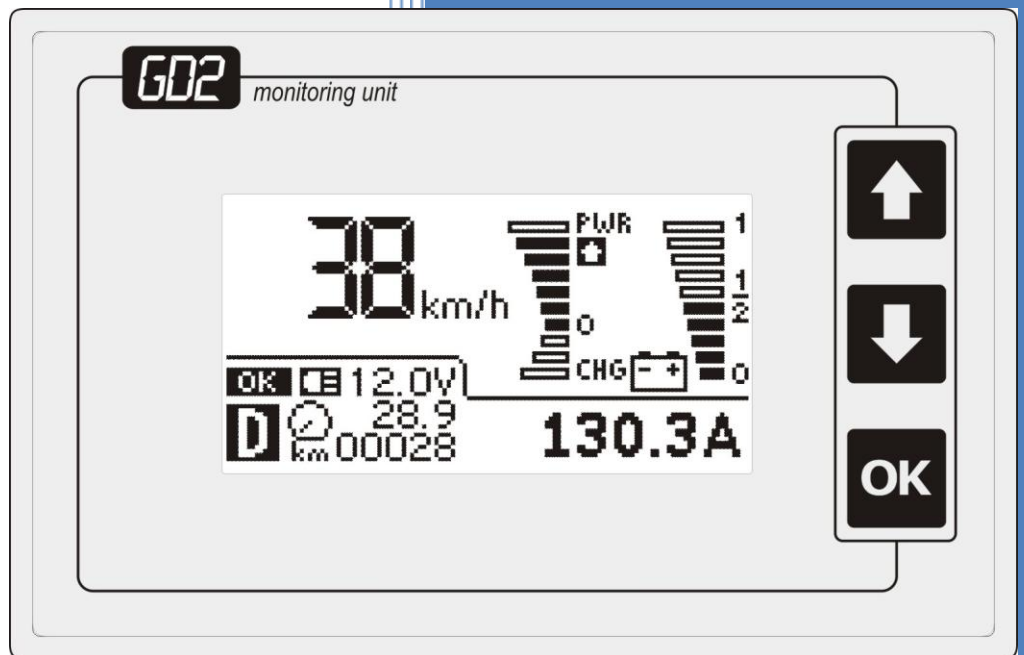 GD2 monitoring unit
38 km/h
PWR
0
CHG
- +
1
1
2
0
OK 12.0V
28.9
D km 00028
130.3A
OK